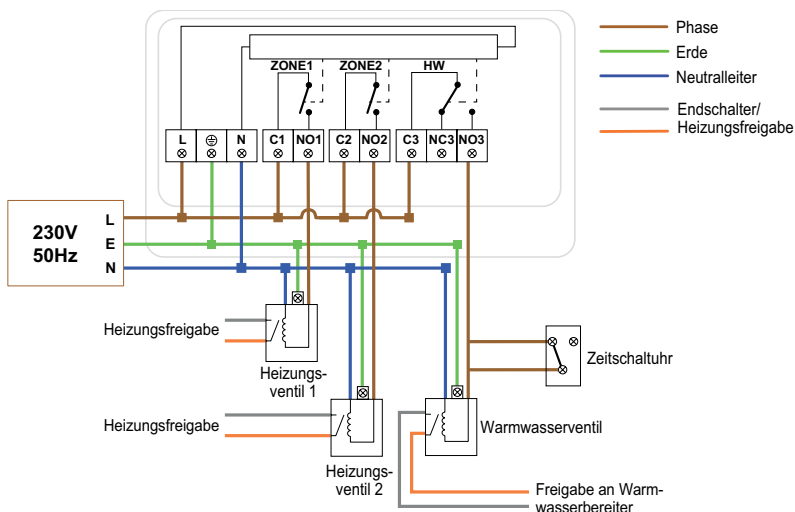 Phase
Erde
Neutralleiter
Endschalter/
Heizungsfreigabe
ZONE1 ZONE2 HW
L N C1 NO1 C2 NO2 C3 NC3 NO3
230V
50Hz
L
E
N
Heizungsfreigabe
Heizungs-
ventil 1
Zeitschaltuhr
Heizungsfreigabe
Warmwasserventil
Heizungs-
ventil 2
Freigabe an Warm-
wasserbereiter